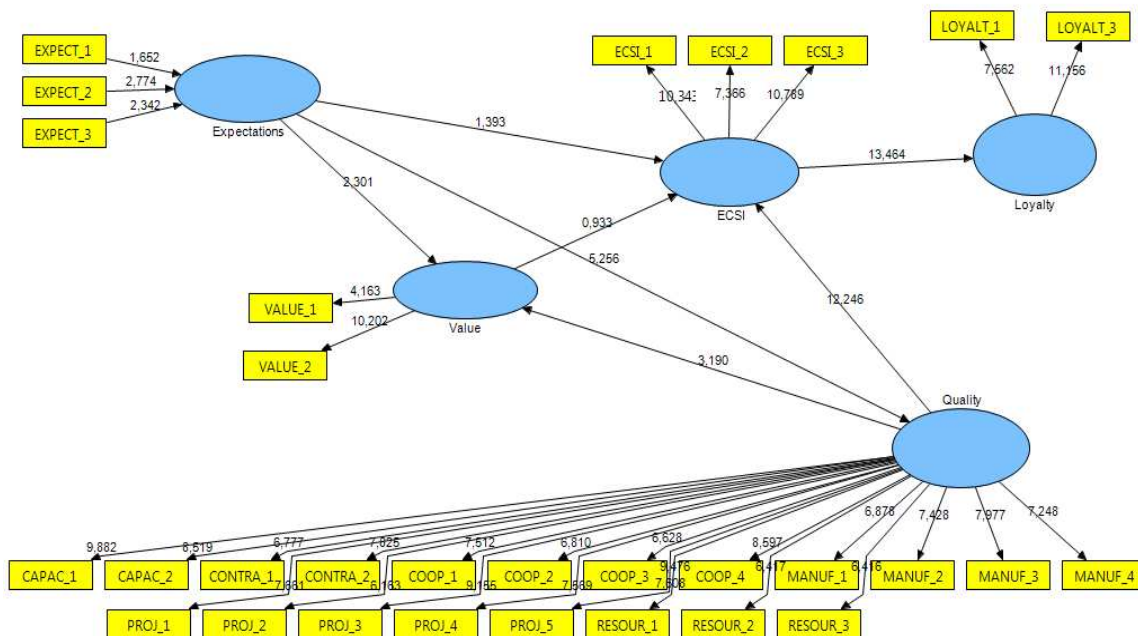 EXPECT_1
1,652
EXPECT_2
2,774
EXPECT_3
2,342
Expectations
ECSI_1
ECSI_2
ECSI_3
10,343
7,366
10,789
LOYALT_1
LOYALT_3
7,562
11,156
1,393
13,464
ECSI
Loyalty
2,301
0,933
5,256
12,246
VALUE_1
4,163
VALUE_2
10,202
Value
3,190
Quality
9,882
8,519
6,777
7,825
7,512
6,810
6,628
8,597
6,878
7,428
7,977
7,248
CAPAC_1
CAPAC_2
CONTRA_1
CONTRA_2
COOP_1
COOP_2
COOP_3
COOP_4
MANUF_1
MANUF_2
MANUF_3
MANUF_4
7,661
6,163
9,155
7,569
7,608
9,476
6,417
6,416
PROJ_1
PROJ_2
PROJ_3
PROJ_4
PROJ_5
RESOUR_1
RESOUR_2
RESOUR_3